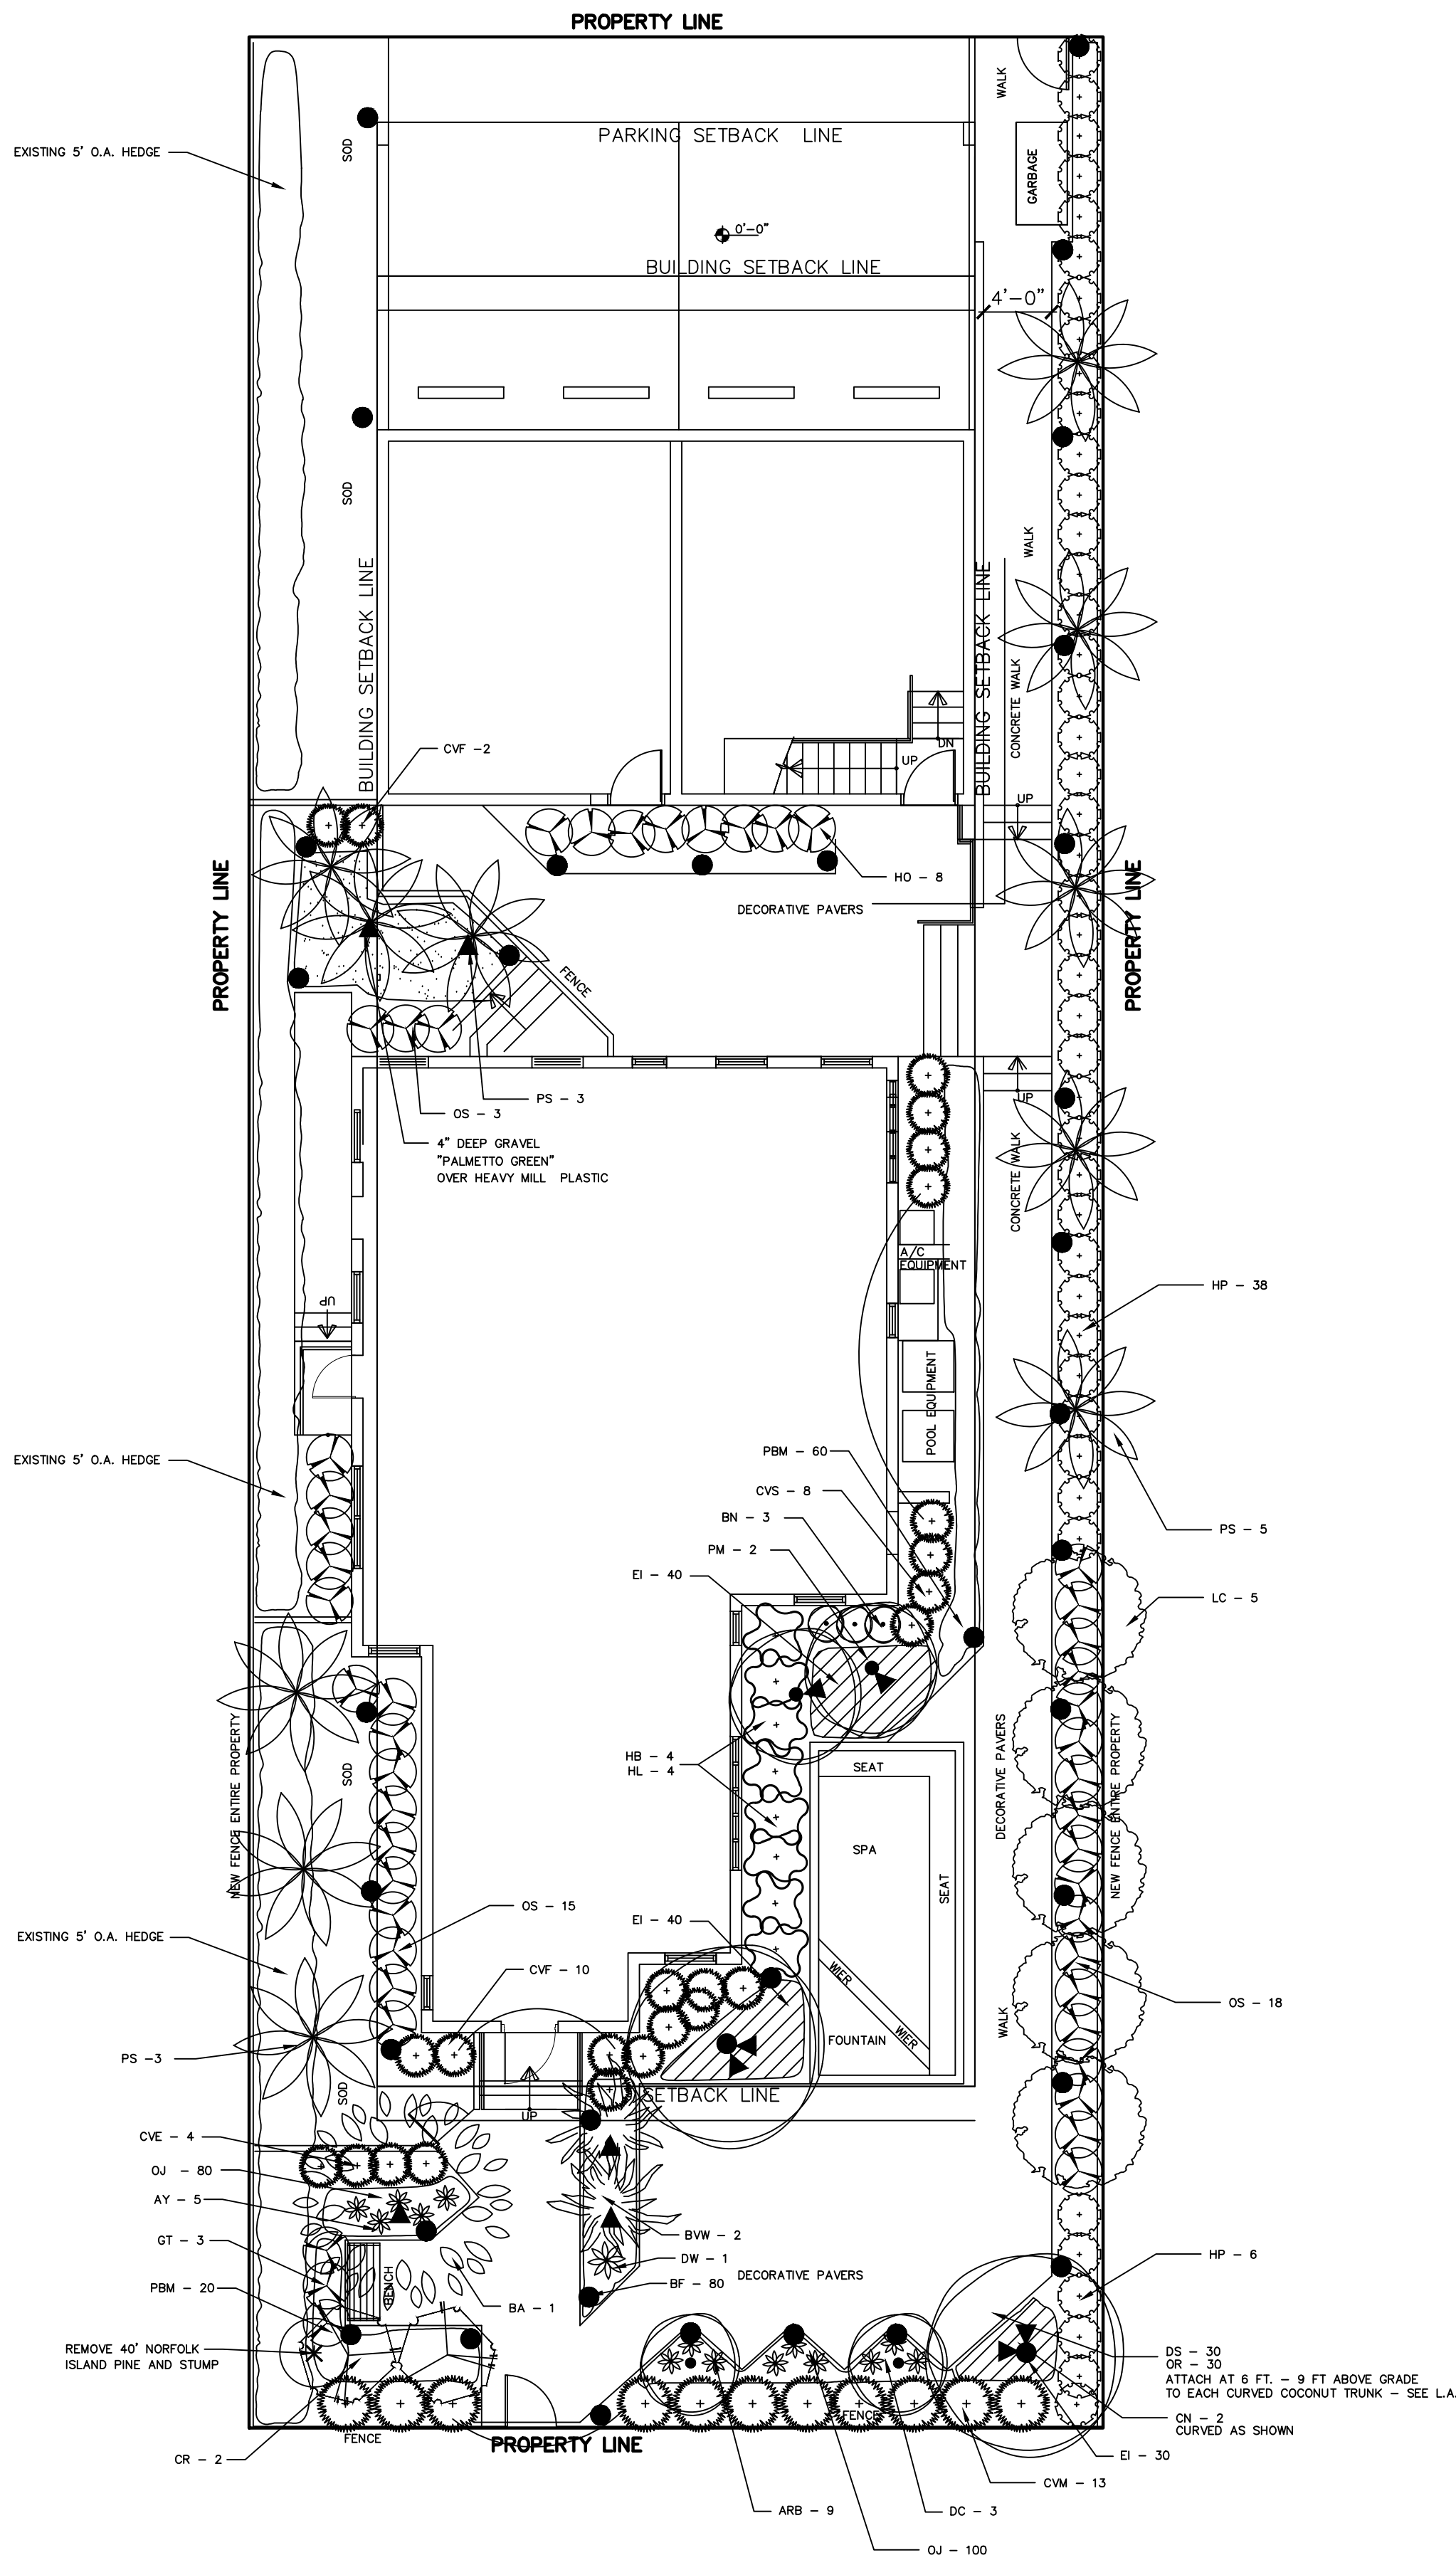 PROPERTY LINE
WALK
PARKING SETBACK LINE
SOD
EXISTING 5' O.A. HEDGE
GARBAGE
0'-0"
BUILDING SETBACK LINE
4'-0"
SOD
WALK
BUILDING SETBACK LINE
BUILDING SETBACK LINE
CONCRETE WALK
CVF -2
DN
UP
UP
HO - 8
PROPERTY LINE
PROPERTY LINE
DECORATIVE PAVERS
FENCE
PS - 3
UP
OS - 3
4" DEEP GRAVEL
"PALMETTO GREEN"
OVER HEAVY MILL PLASTIC
CONCRETE WALK
A/C
EQUIPMENT
HP - 38
UP
POOL EQUIPMENT
PBM - 60
EXISTING 5' O.A. HEDGE
CVS - 8
BN - 3
PS - 5
PM - 2
EI - 40
LC - 5
NEW FENCE ENTIRE PROPERTY
SOD
HB - 4
HL - 4
SEAT
DECORATIVE PAVERS
NEW FENCE ENTIRE PROPERTY
SPA
SEAT
OS - 15
EI - 40
EXISTING 5' O.A. HEDGE
CVF - 10
WIER
WIER
OS - 18
WALK
FOUNTAIN
PS -3
SOD
SETBACK LINE
UP
CVE - 4
OJ - 80
AY - 5
BVW - 2
GT - 3
DW - 1
HP - 6
BENCH
DECORATIVE PAVERS
BF - 80
PBM - 20
BA - 1
REMOVE 40' NORFOLK
ISLAND PINE AND STUMP
DS - 30
OR - 30
ATTACH AT 6 FT. - 9 FT ABOVE GRADE
TO EACH CURVED COCONUT TRUNK - SEE L.A.
CN - 2
CURVED AS SHOWN
FENCE
FENCE
PROPERTY LINE
CR - 2
EI - 30
CVM - 13
ARB - 9
DC - 3
OJ - 100